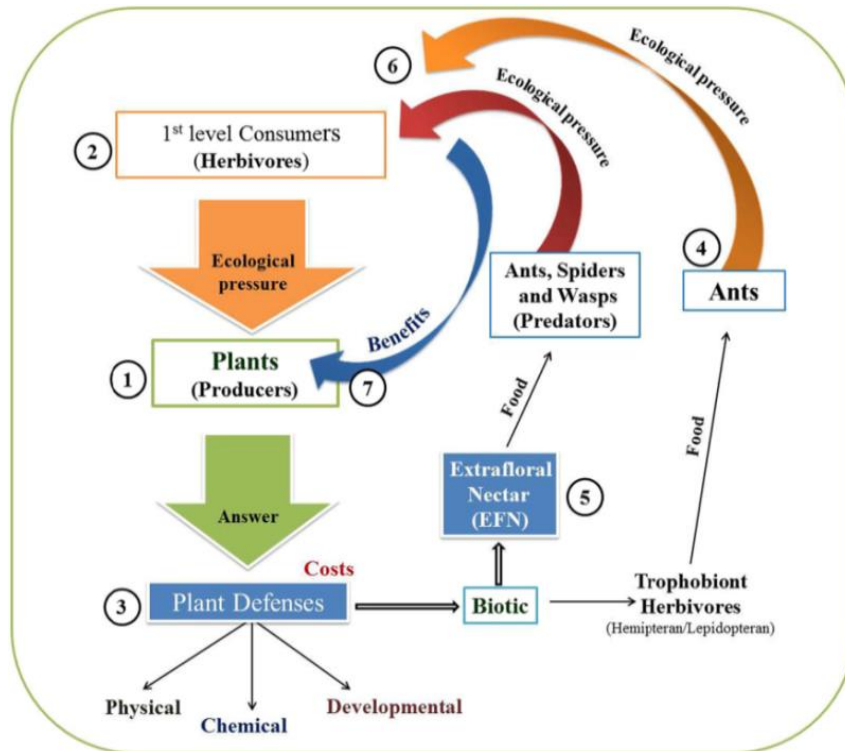 6
Ecological pressure
Ecological pressure
2
1st level Consumers
(Herbivores)
4
Ants
Ecological
pressure
Ants, Spiders
and Wasps
(Predators)
Benefits
1
Plants
(Producers)
7
Food
Food
Extrafloral
Nectar
(EFN)
5
Answer
Costs
3
Plant Defenses
Biotic
Trophobiont
Herbivores
(Hemipteran/Lepidopteran)
Physical
Chemical
Developmental